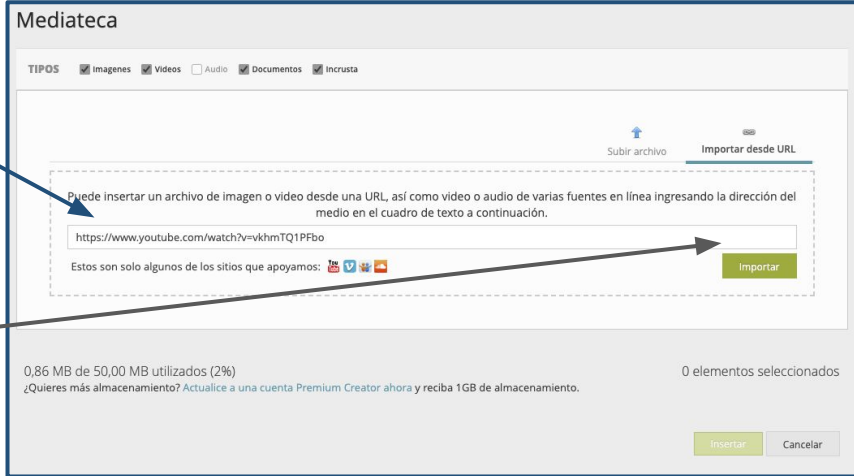 Mediateca
TIPOS Imagenes Videos Audio Documentos Incrusta
Subir archivo Importar desde URL
Puede insertar un archivo de imagen o video desde una URL, así como video o audio de varias fuentes en línea ingresando la dirección del
medio en el cuadro de texto a continuación.
https://www.youtube.com/watch?v=vkhmTQ1PFbo
Estos son solo algunos de los sitios que apoyamos: You Tube
Importar
0,86 MB de 50,00 MB utilizados (2%) 0 elementos seleccionados
¿Quieres más almacenamiento? Actualice a una cuenta Premium Creator ahora y reciba 1GB de almacenamiento.
Insertar Cancelar